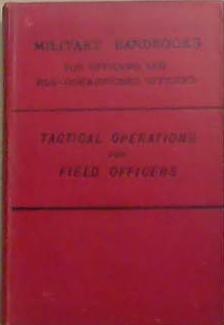 MILITARY HANDBOOKS
FOR OFFICERS AND
NON-COMMISSIONED OFFICERS
TACTICAL OPERATIONS
FOR
FIELD OFFICERS